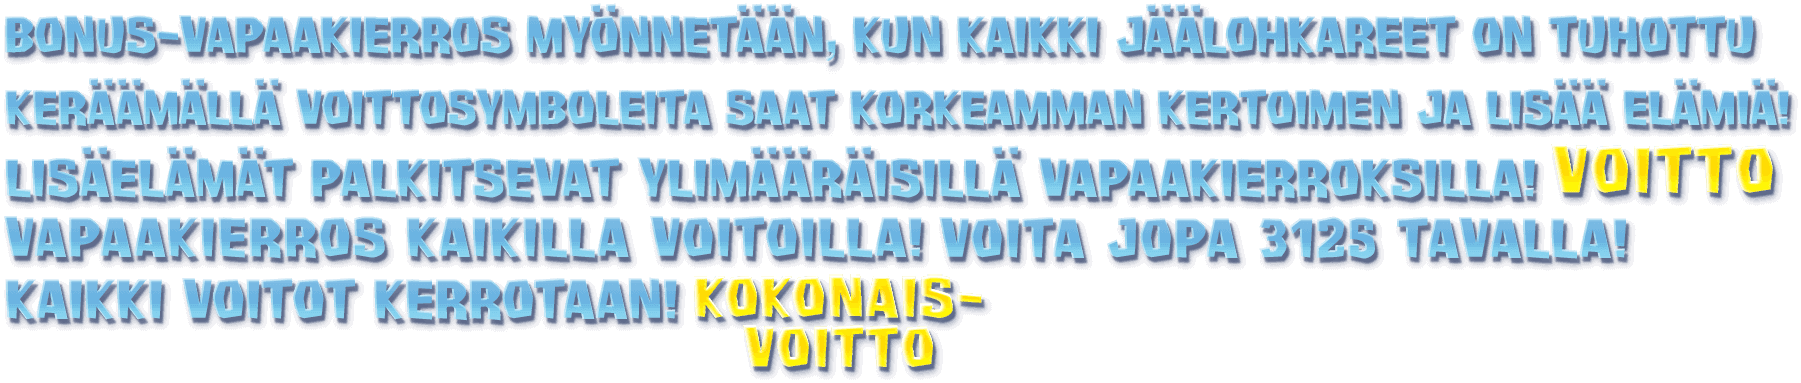 BONUS-VAPAAKIERROS MYÖNNETÄÄN, KUN KAIKKI JÄÄLOHKAREET ON TUHOTTU
KERÄÄMÄLLÄ VOITTOSYMBOLEITA SAAT KORKEAMMAN KERTOIMEN JA LISÄÄ ELÄMIÄ!
LISÄELÄMÄT PALKITSEVAT YLIMÄÄRÄISILLÄ VAPAAKIERROKSILLA! VOITTO
VAPAAKIERROS KAIKILLA VOITOILLA! VOITA JOPA 3125 TAVALLA!
KAIKKI VOITOT KERROTAAN! KOKONAIS-
VOITTO